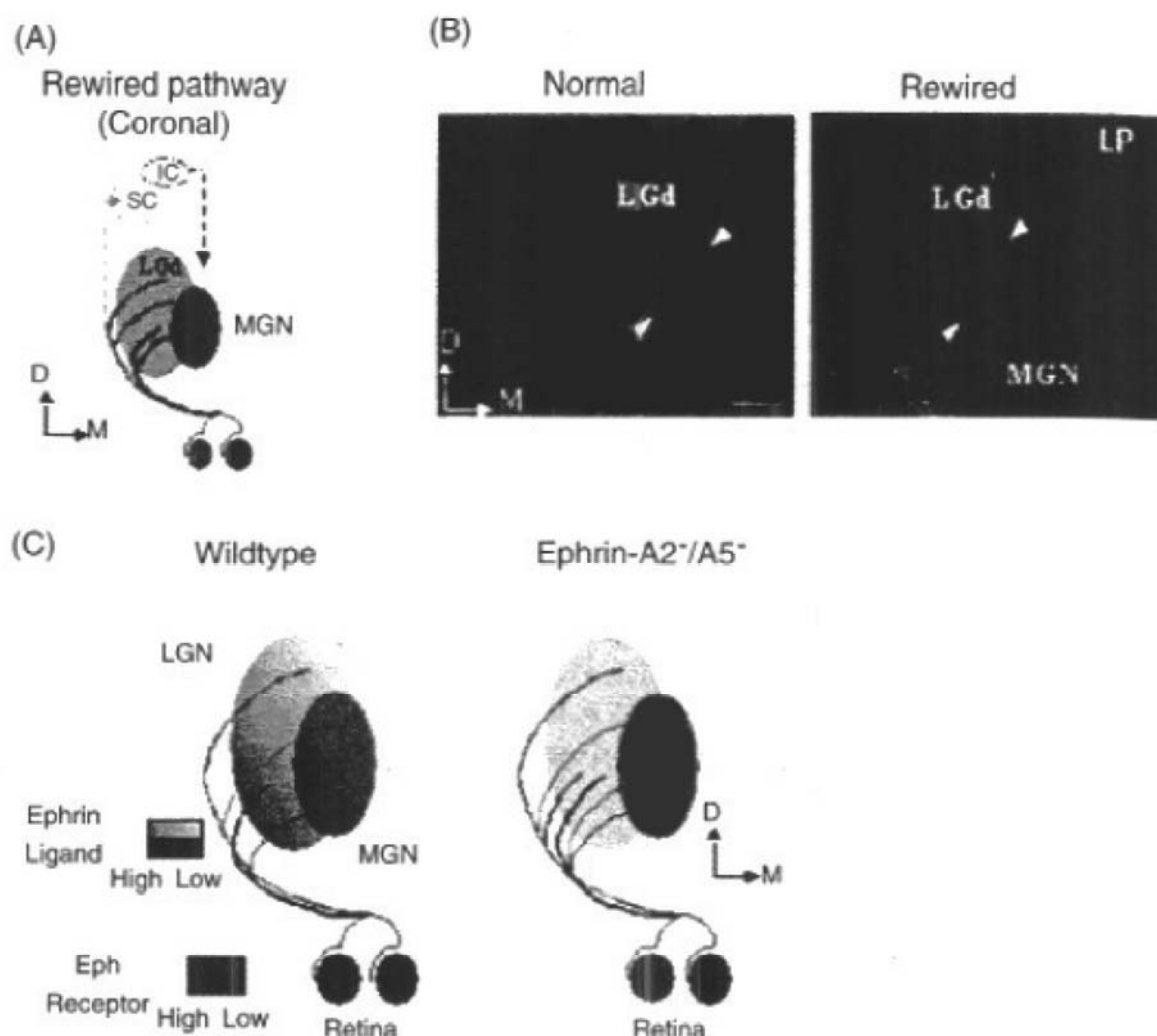 (A)
Rewired pathway
(Coronal)
IC
SC
LGd
MGN
D
M
(B)
Normal
Rewired
LGd
D
M
LP
LGd
MGN
(C)
Wildtype
Ephrin-A2-/A5-
LGN
Ephrin
Ligand
High Low
MGN
Eph
Receptor
High Low
Retina
D
M
Retina